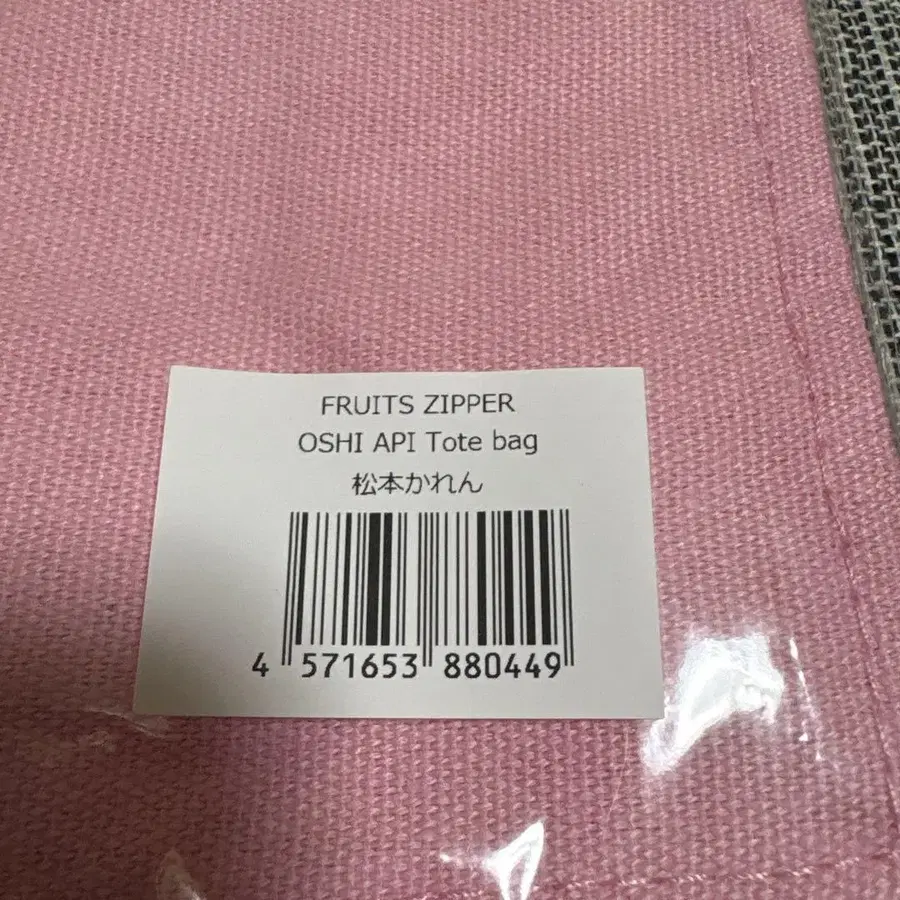 FRUITS ZIPPER
OSHI API Tote bag
松本かれん
4 571653 880449